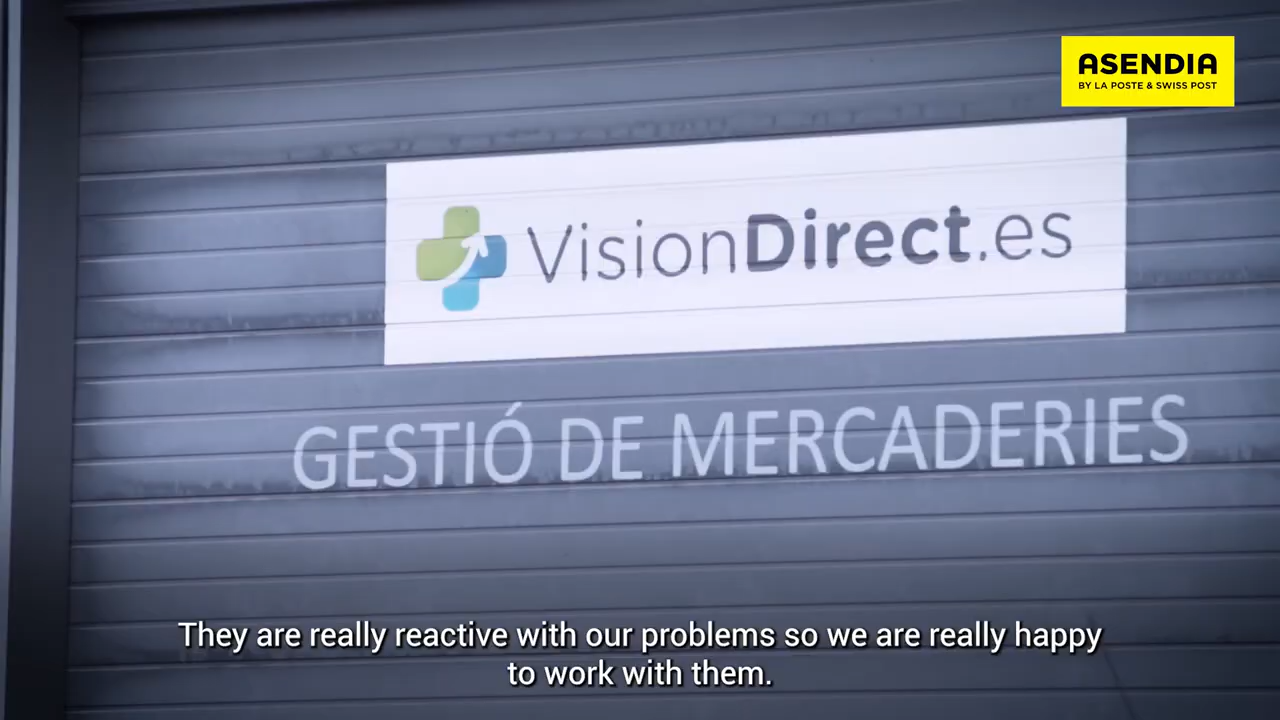 ASENDIA
BY LA POSTE & SWISS POST
VisionDirect.es
GESTIÓ DE MERCADERIES
They are really reactive with our problems so we are really happy
to work with them.